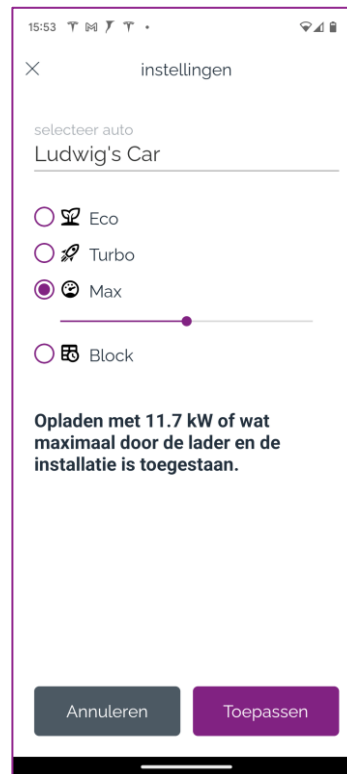 15:53
instellingen
selecteer auto
Ludwig's Car
Eco
Turbo
Max
Block
Opladen met 11.7 kW of wat
maximaal door de lader en de
installatie is toegestaan.
Annuleren
Toepassen